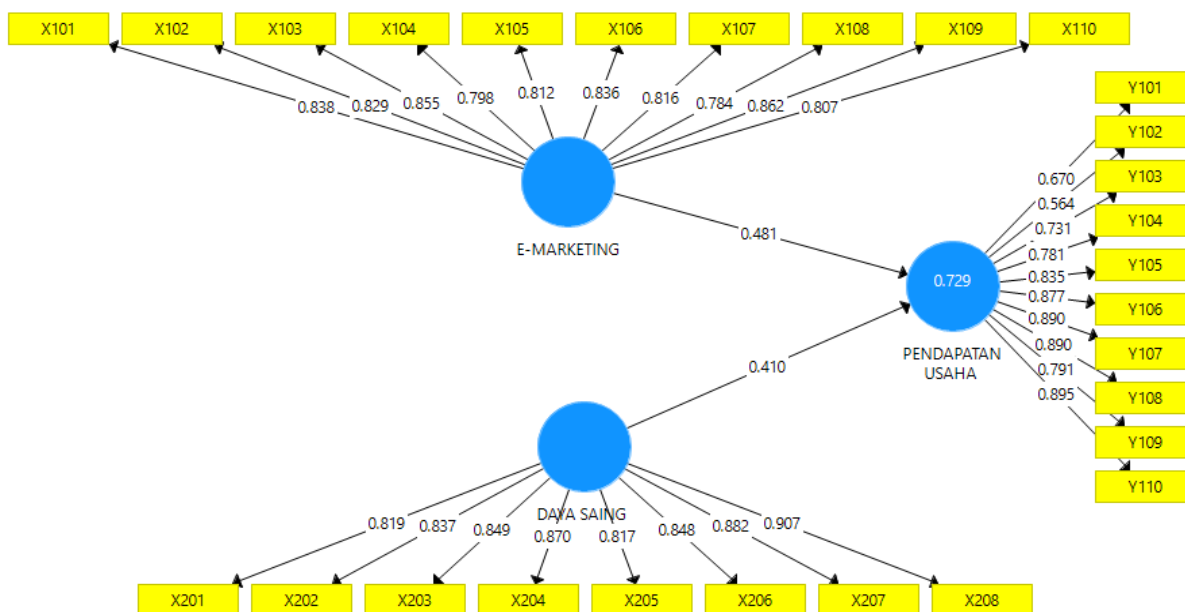 X101 X102 X103 X104 X105 X106 X107 X108 X109 X110
0.838 0.829 0.855 0.798 0.812 0.836 0.816 0.784 0.862 0.807
E-MARKETING
0.481
0.410
0.729
PENDAPATAN
USAHA
0.670
0.564
0.731
0.781
0.835
0.877
0.890
0.890
0.791
0.895
Y101
Y102
Y103
Y104
Y105
Y106
Y107
Y108
Y109
Y110
DAYA SAING
0.819 0.837 0.849 0.870 0.817 0.848 0.882 0.907
X201 X202 X203 X204 X205 X206 X207 X208